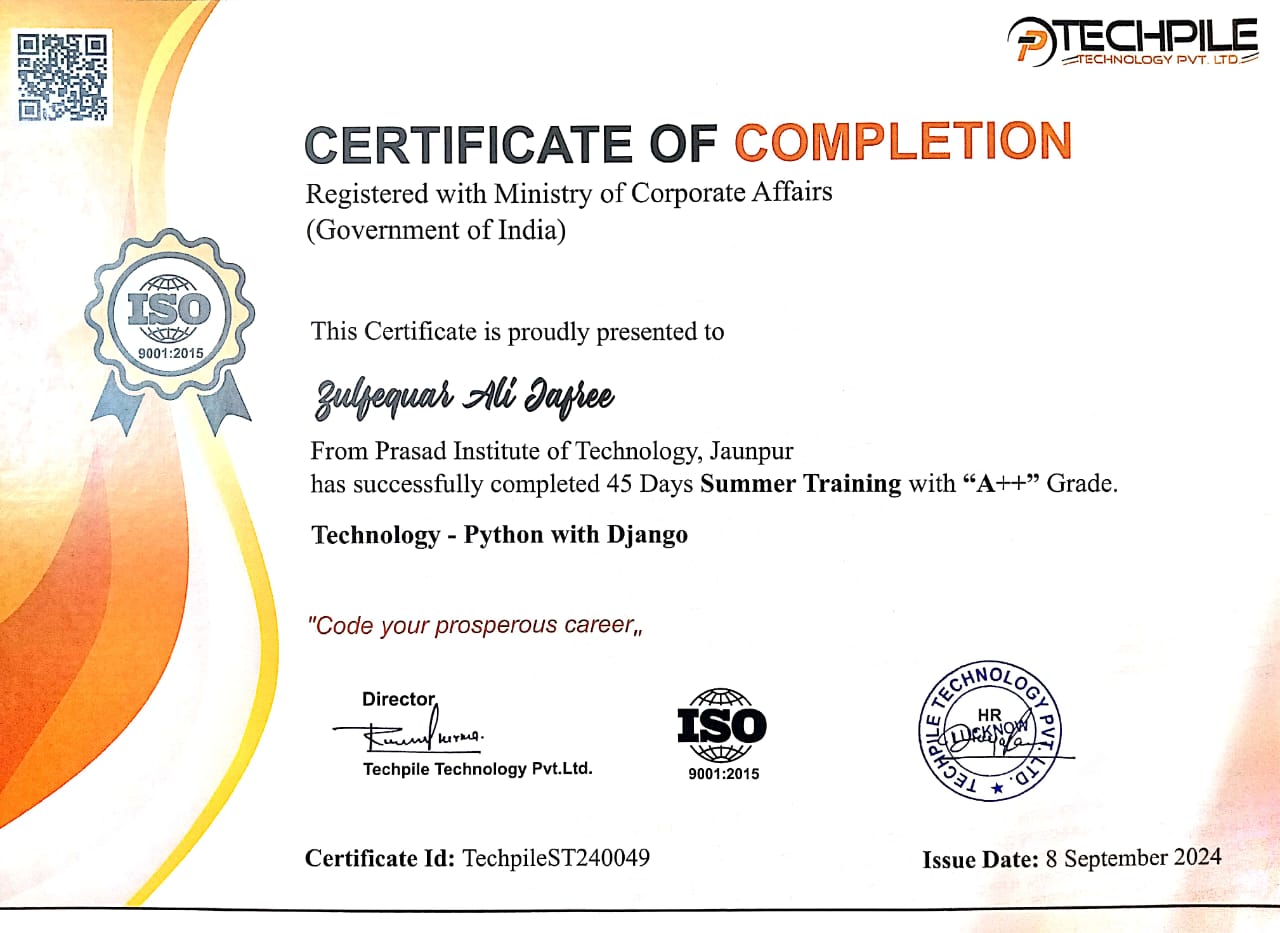 TECHPILE
TECHNOLOGY PVT. LTD.
CERTIFICATE OF COMPLETION
Registered with Ministry of Corporate Affairs
(Government of India)
ISO
9001:2015
This Certificate is proudly presented to
Zulfequar Ali Jafree
From Prasad Institute of Technology, Jaunpur
has successfully completed 45 Days Summer Training with “A++” Grade.
Technology - Python with Django
"Code your prosperous career„
Director
Techpile Technology Pvt.Ltd.
ISO
9001:2015
TECHPILE TECHNOLOGY PVT. LTD.
HR
LUCKNOW
Certificate Id: TechpileST240049
Issue Date: 8 September 2024